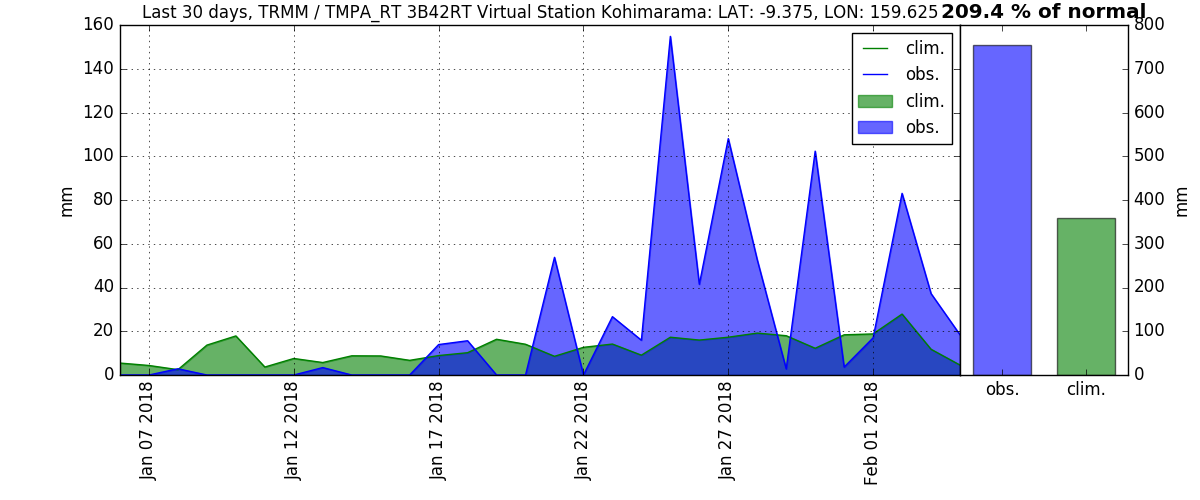 Last 30 days, TRMM / TMPA_RT 3B42RT Virtual Station Kohimarama: LAT: -9.375, LON: 159.625
209.4 % of normal
160
140
120
100
80
60
40
20
0
mm
clim.
obs.
clim.
obs.
Jan 07 2018
Jan 12 2018
Jan 17 2018
Jan 22 2018
Jan 27 2018
Feb 01 2018
800
700
600
500
400
300
200
100
0
mm
obs.
clim.